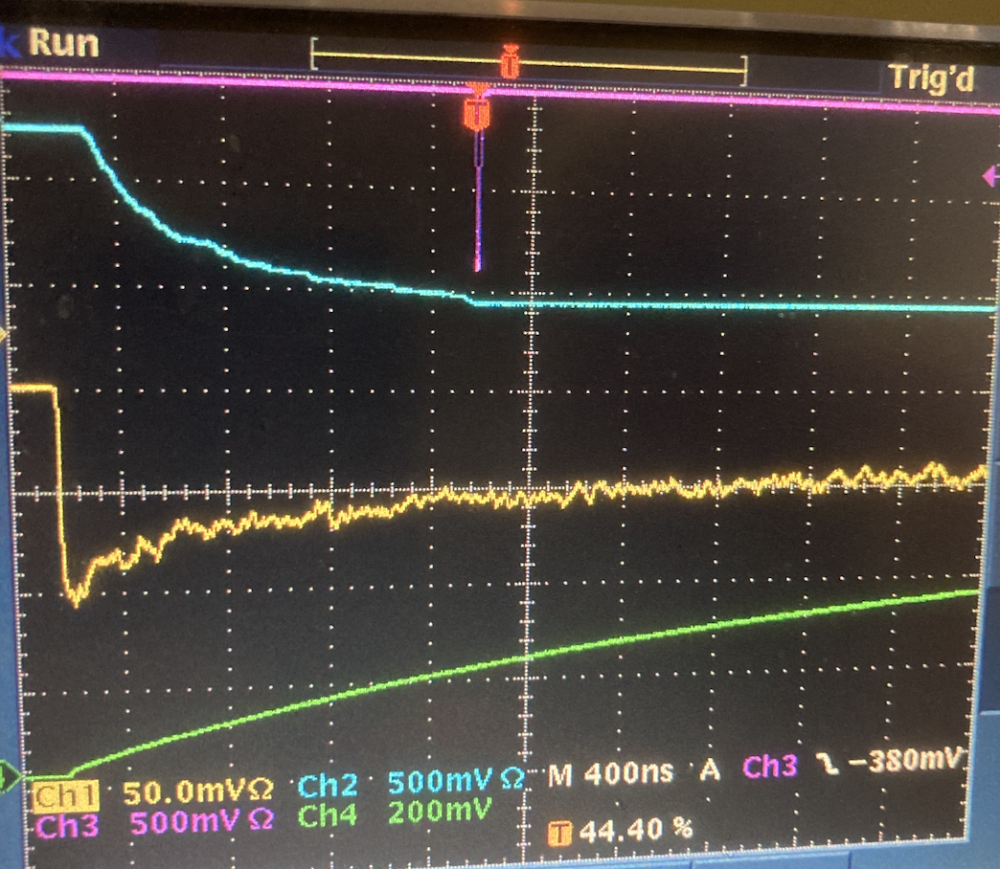 k Run Trig'd
T
T
Ch1 50.0mVΩ Ch2 500mVΩ M 400ns A Ch3 ⅂ -380mV
Ch3 500mVΩ Ch4 200mV
T 44.40 %